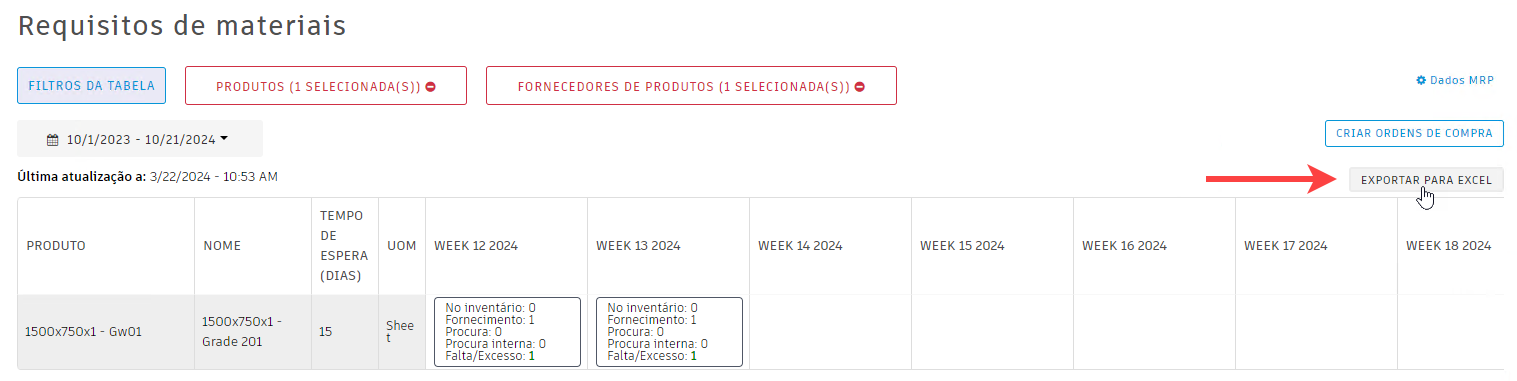 Requisitos de materiais
FILTROS DA TABELA
PRODUTOS (1 SELECIONADA(S))
FORNECEDORES DE PRODUTOS (1 SELECIONADA(S))
Dados MRP
10/1/2023 - 10/21/2024
CRIAR ORDENS DE COMPRA
Última atualização a: 3/22/2024 - 10:53 AM
EXPORTAR PARA EXCEL
PRODUTO
NOME
TEMPO
DE
ESPERA
(DIAS)
UOM
WEEK 12 2024
WEEK 13 2024
WEEK 14 2024
WEEK 15 2024
WEEK 16 2024
WEEK 17 2024
WEEK 18 2024
1500x750x1 - Gw01
1500x750x1 -
Grade 201
15
Shee
t
No inventário: 0
Fornecimento: 1
Procura: 0
Procura interna: 0
Falta/Excesso: 1
No inventário: 0
Fornecimento: 1
Procura: 0
Procura interna: 0
Falta/Excesso: 1